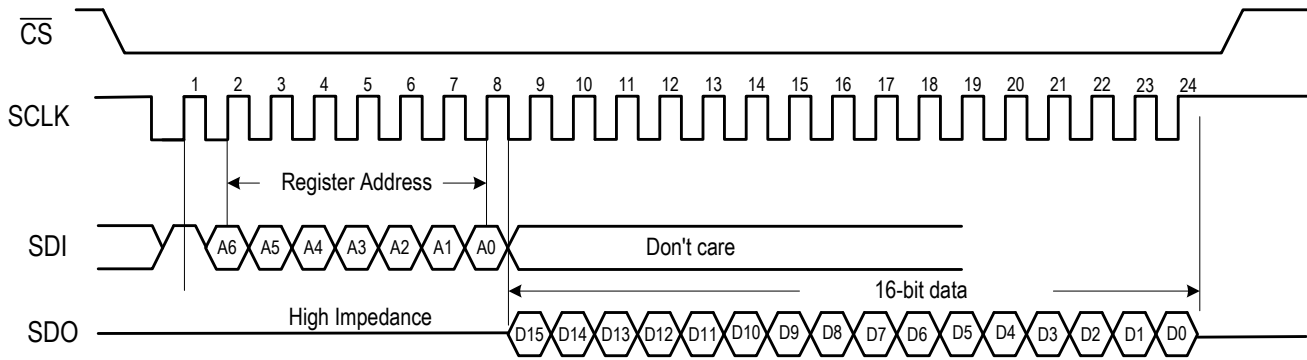 CS
1 2 3 4 5 6 7 8 9 10 11 12 13 14 15 16 17 18 19 20 21 22 23 24
SCLK
Register Address
SDI A6 A5 A4 A3 A2 A1 A0 Don't care
16-bit data
High Impedance
SDO D15 D14 D13 D12 D11 D10 D9 D8 D7 D6 D5 D4 D3 D2 D1 D0